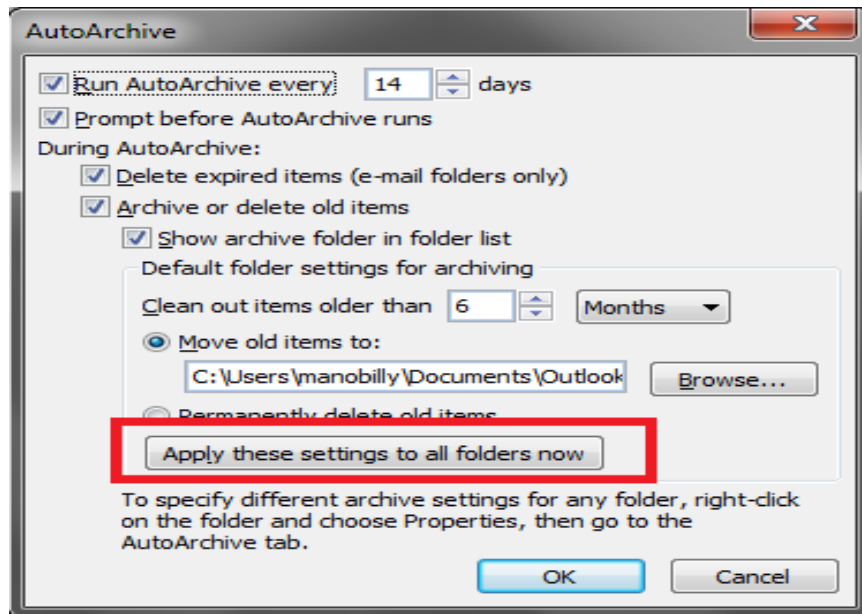 AutoArchive
Run AutoArchive every 14 days
Prompt before AutoArchive runs
During AutoArchive:
Delete expired items (e-mail folders only)
Archive or delete old items
Show archive folder in folder list
Default folder settings for archiving
Clean out items older than 6 Months
Move old items to:
C:\Users\manobilly\Documents\Outlook Browse...
Permanently delete old items
Apply these settings to all folders now
To specify different archive settings for any folder, right-click
on the folder and choose Properties, then go to the
AutoArchive tab.
OK Cancel